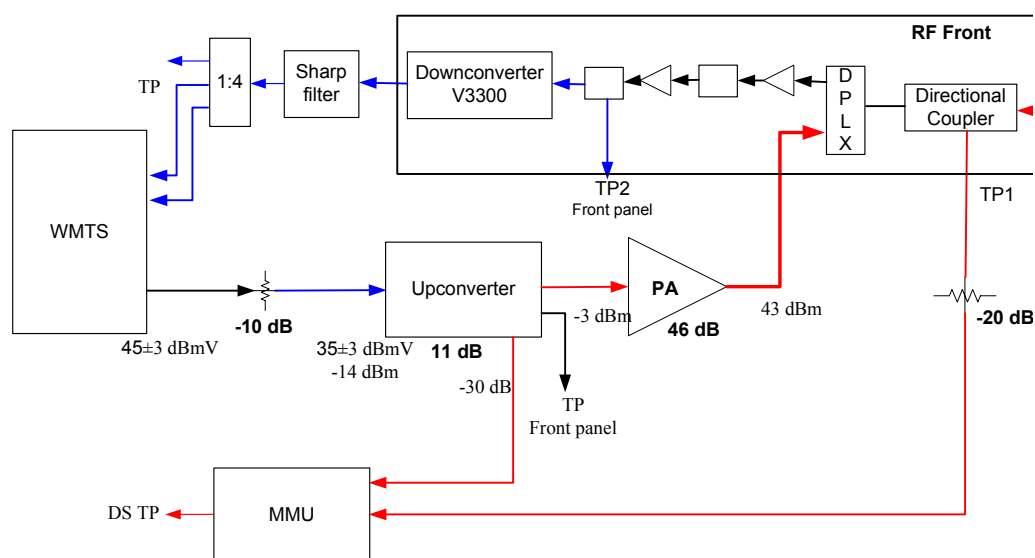 RF Front
1:4
Sharp
filter
Downconverter
V3300
D
P
L
X
Directional
Coupler
TP
TP2
Front panel
TP1
WMTS
Upconverter
PA
-3 dBm
43 dBm
-10 dB
46 dB
-20 dB
45±3 dBmV
35±3 dBmV
11 dB
-14 dBm
-30 dB
TP
Front panel
DS TP
MMU